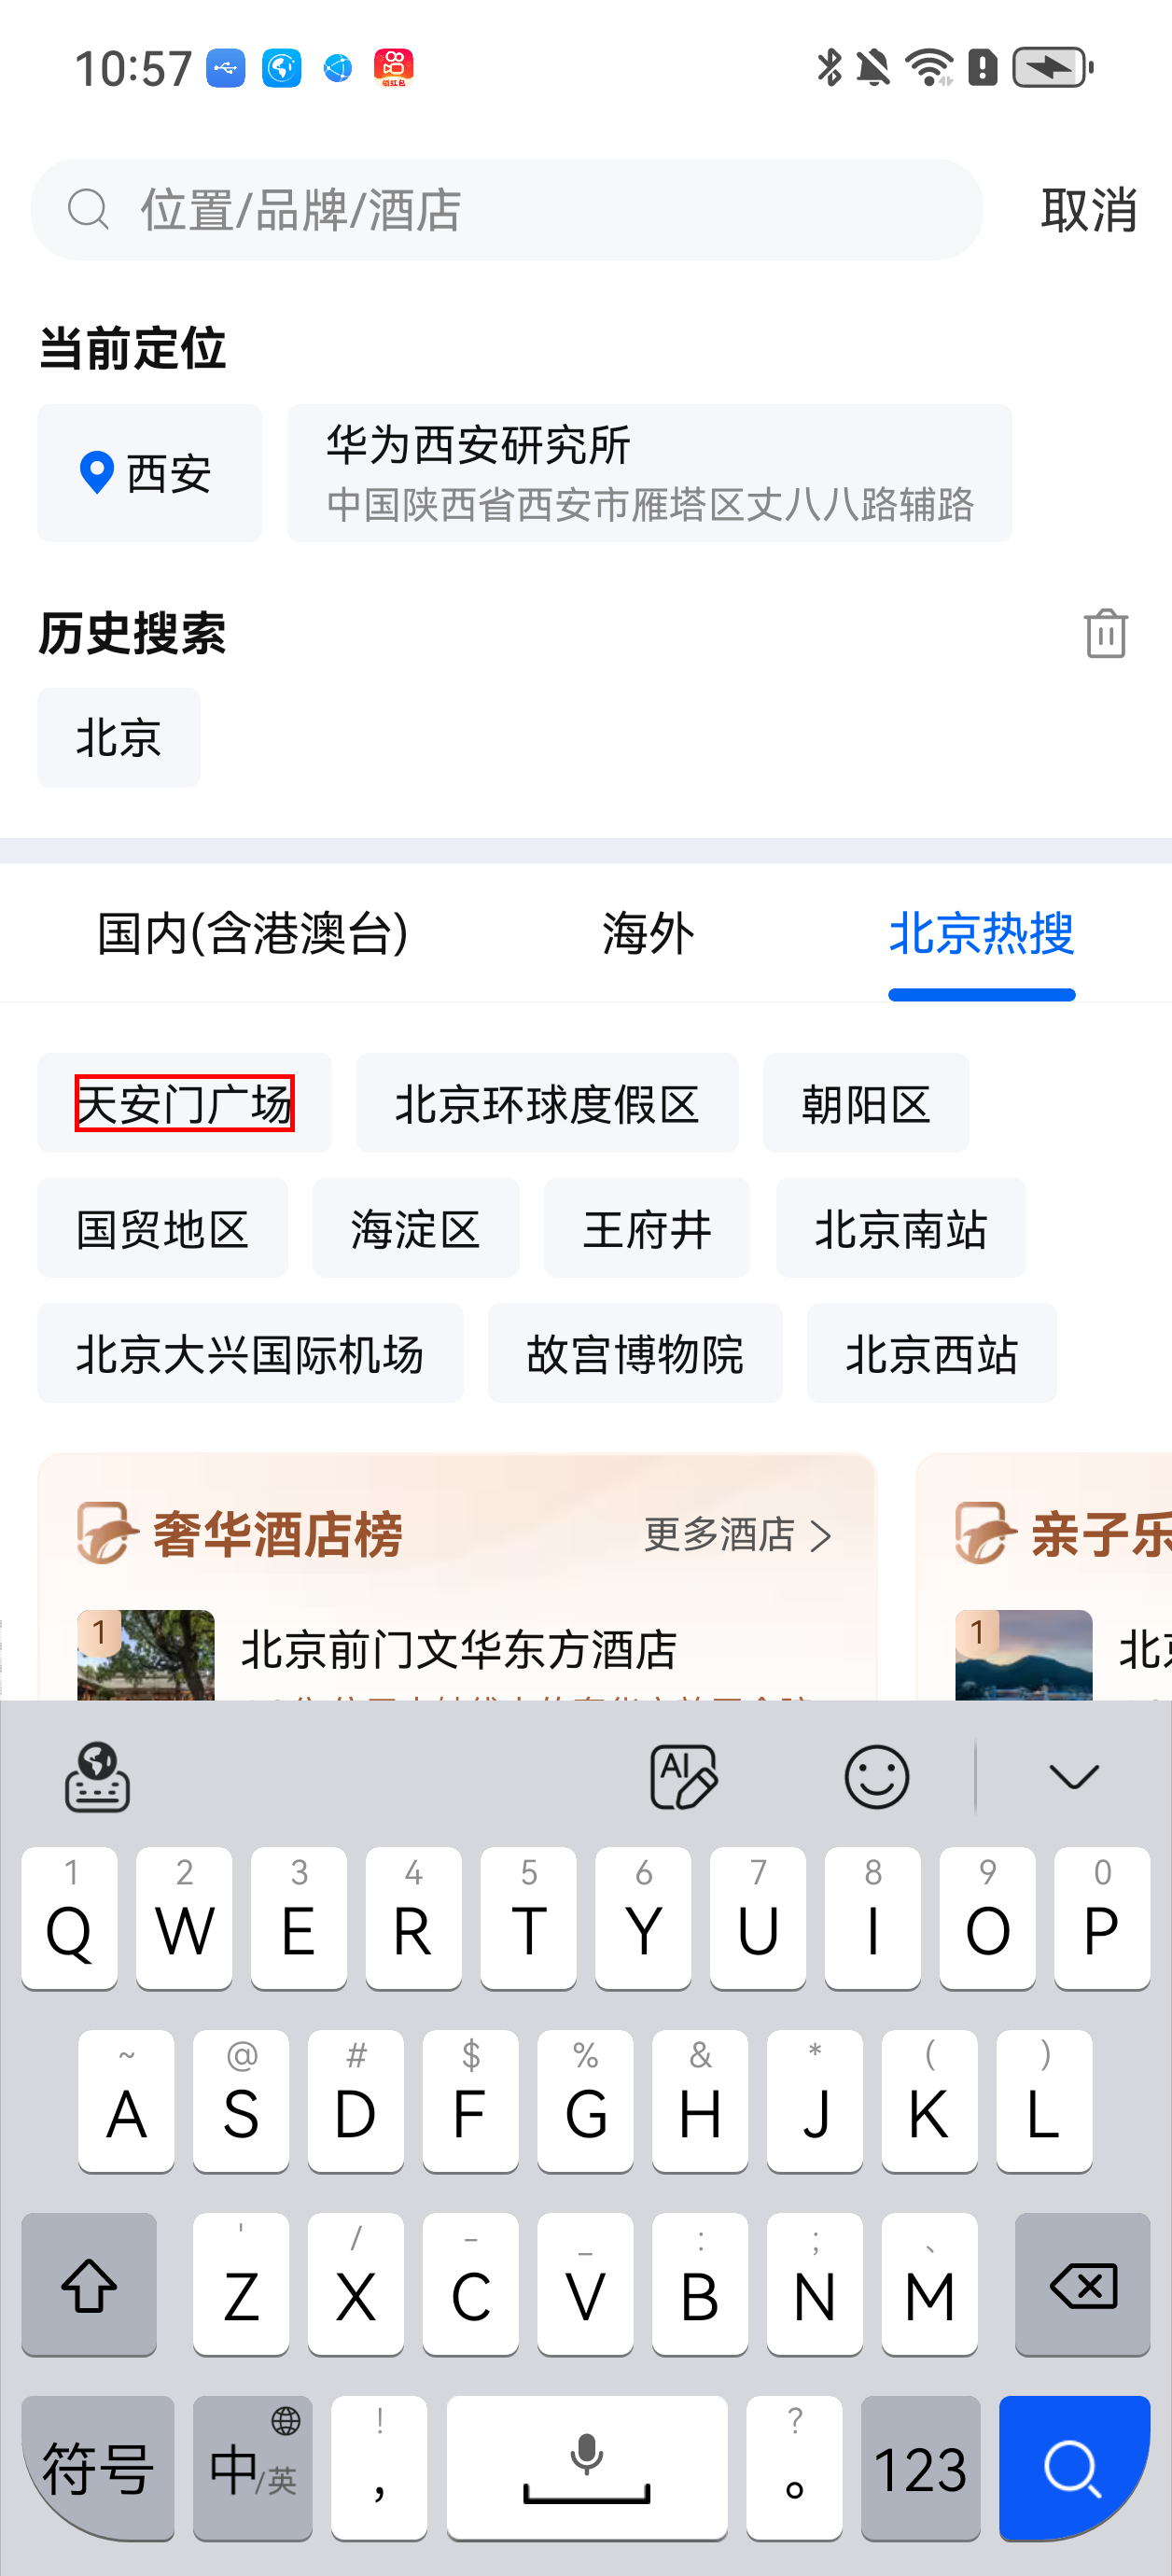 10:57
领红包
位置/品牌/酒店
取消
当前定位
西安
华为西安研究所
中国陕西省西安市雁塔区丈八八路辅路
历史搜索
北京
国内(含港澳台)
海外
北京热搜
天安门广场
北京环球度假区
朝阳区
国贸地区
海淀区
王府井
北京南站
北京大兴国际机场
故宫博物院
北京西站
奢华酒店榜
更多酒店
亲子乐
1
北京前门文华东方酒店
1
北京
AI
1 2 3 4 5 6 7 8 9 0
Q W E R T Y U I O P
~ @ # $ % & * ( )
A S D F G H J K L
' / - _ : ; 、
Z X C V B N M
符号
中/英
!
，
?
。
123